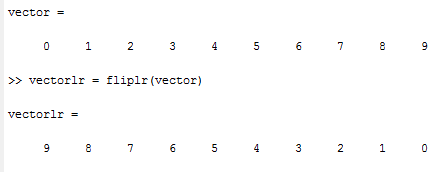 vector =
0 1 2 3 4 5 6 7 8 9
>> vectorlr = fliplr(vector)
vectorlr =
9 8 7 6 5 4 3 2 1 0